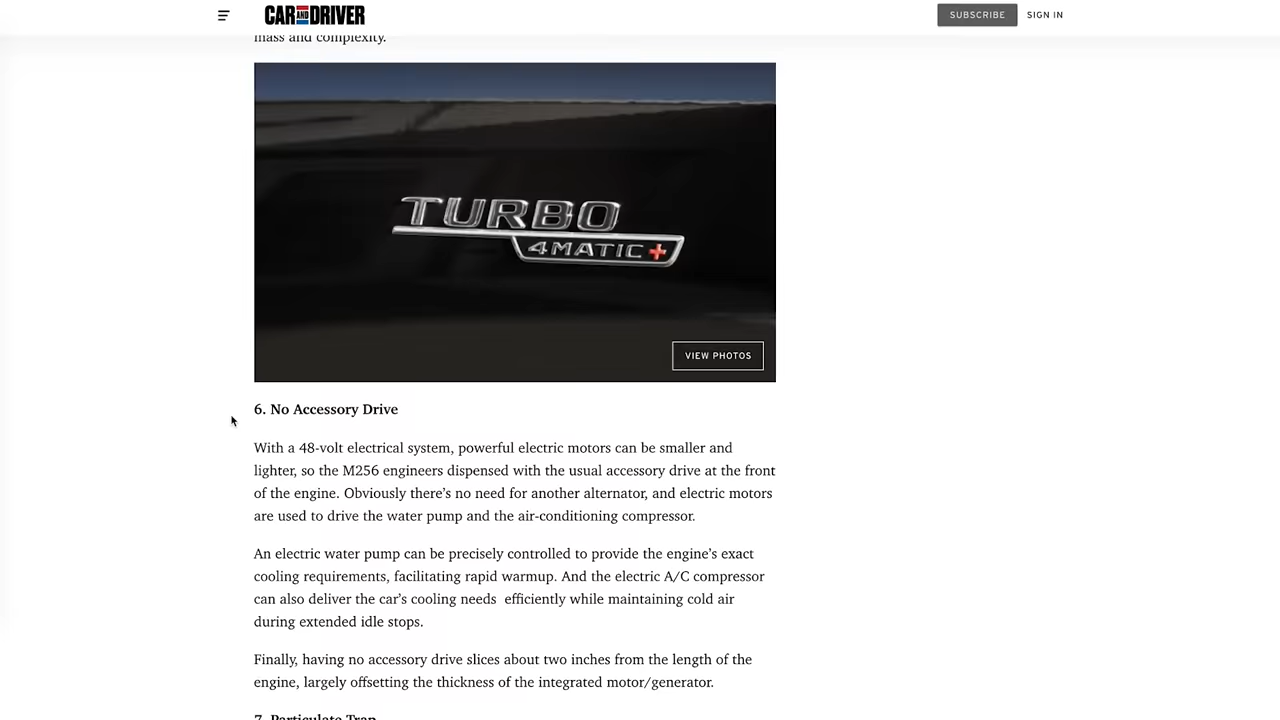 CAR AND DRIVER
SUBSCRIBE
SIGN IN
mass and complexity.
TURBO
4MATIC+
VIEW PHOTOS
6. No Accessory Drive
With a 48-volt electrical system, powerful electric motors can be smaller and
lighter, so the M256 engineers dispensed with the usual accessory drive at the front
of the engine. Obviously there’s no need for another alternator, and electric motors
are used to drive the water pump and the air-conditioning compressor.
An electric water pump can be precisely controlled to provide the engine’s exact
cooling requirements, facilitating rapid warmup. And the electric A/C compressor
can also deliver the car’s cooling needs  efficiently while maintaining cold air
during extended idle stops.
Finally, having no accessory drive slices about two inches from the length of the
engine, largely offsetting the thickness of the integrated motor/generator.
7. Particulate Trap